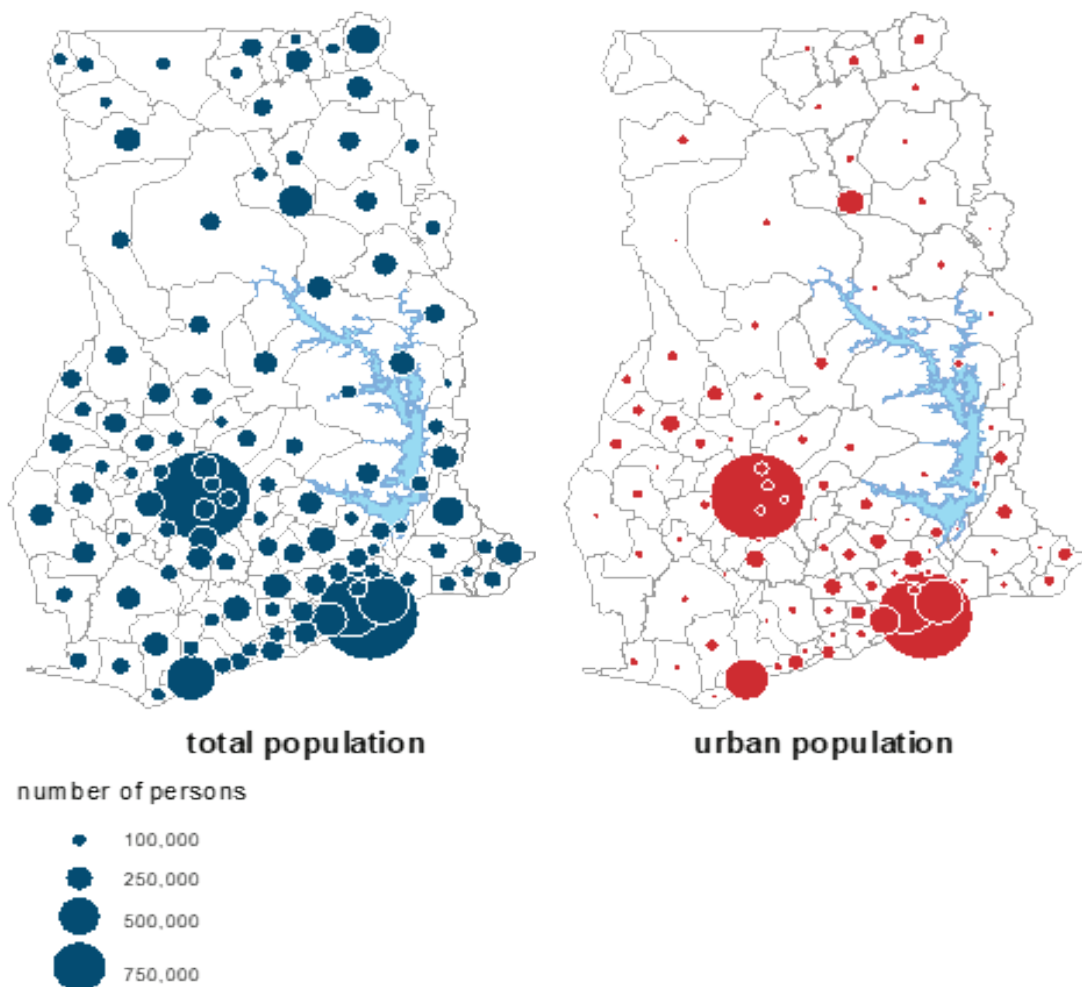 total population
urban population
number of persons
100,000
250,000
500,000
750,000